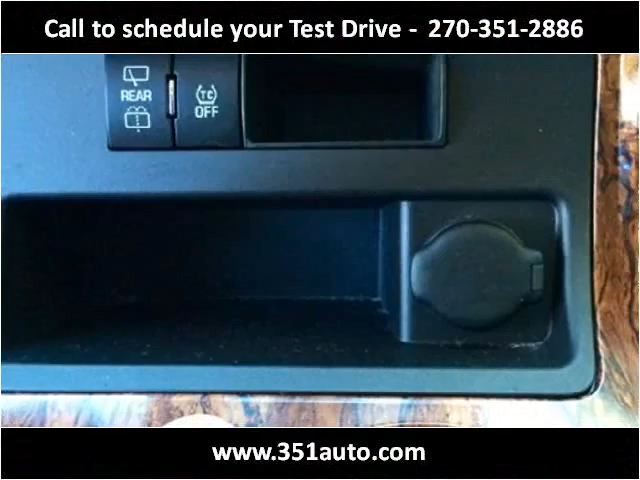 Call to schedule your Test Drive - 270-351-2886
REAR
TC
OFF
www.351auto.com